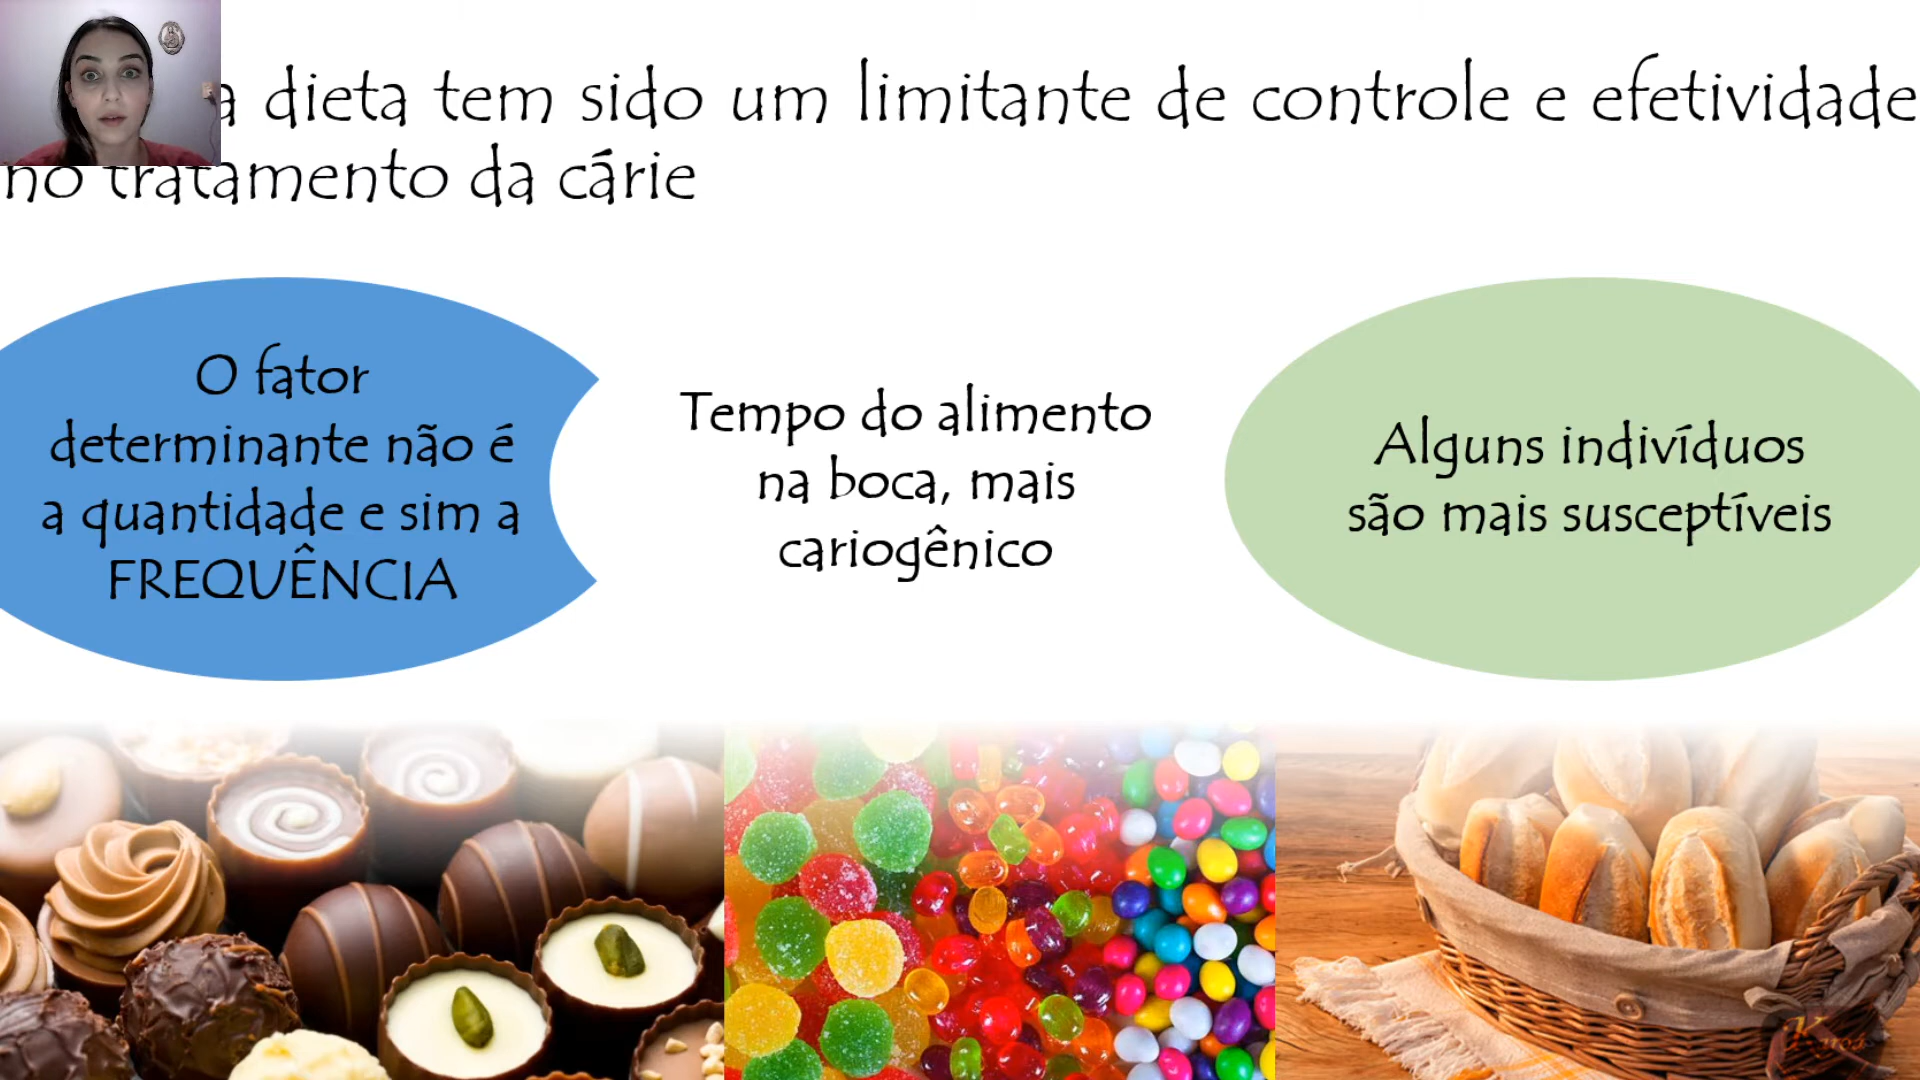 a dieta tem sido um limitante de controle e efetividade
no tratamento da cárie
O fator
determinante não é
a quantidade e sim a
FREQUÊNCIA
Tempo do alimento
na boca, mais
cariogênico
Alguns indivíduos
são mais susceptíveis